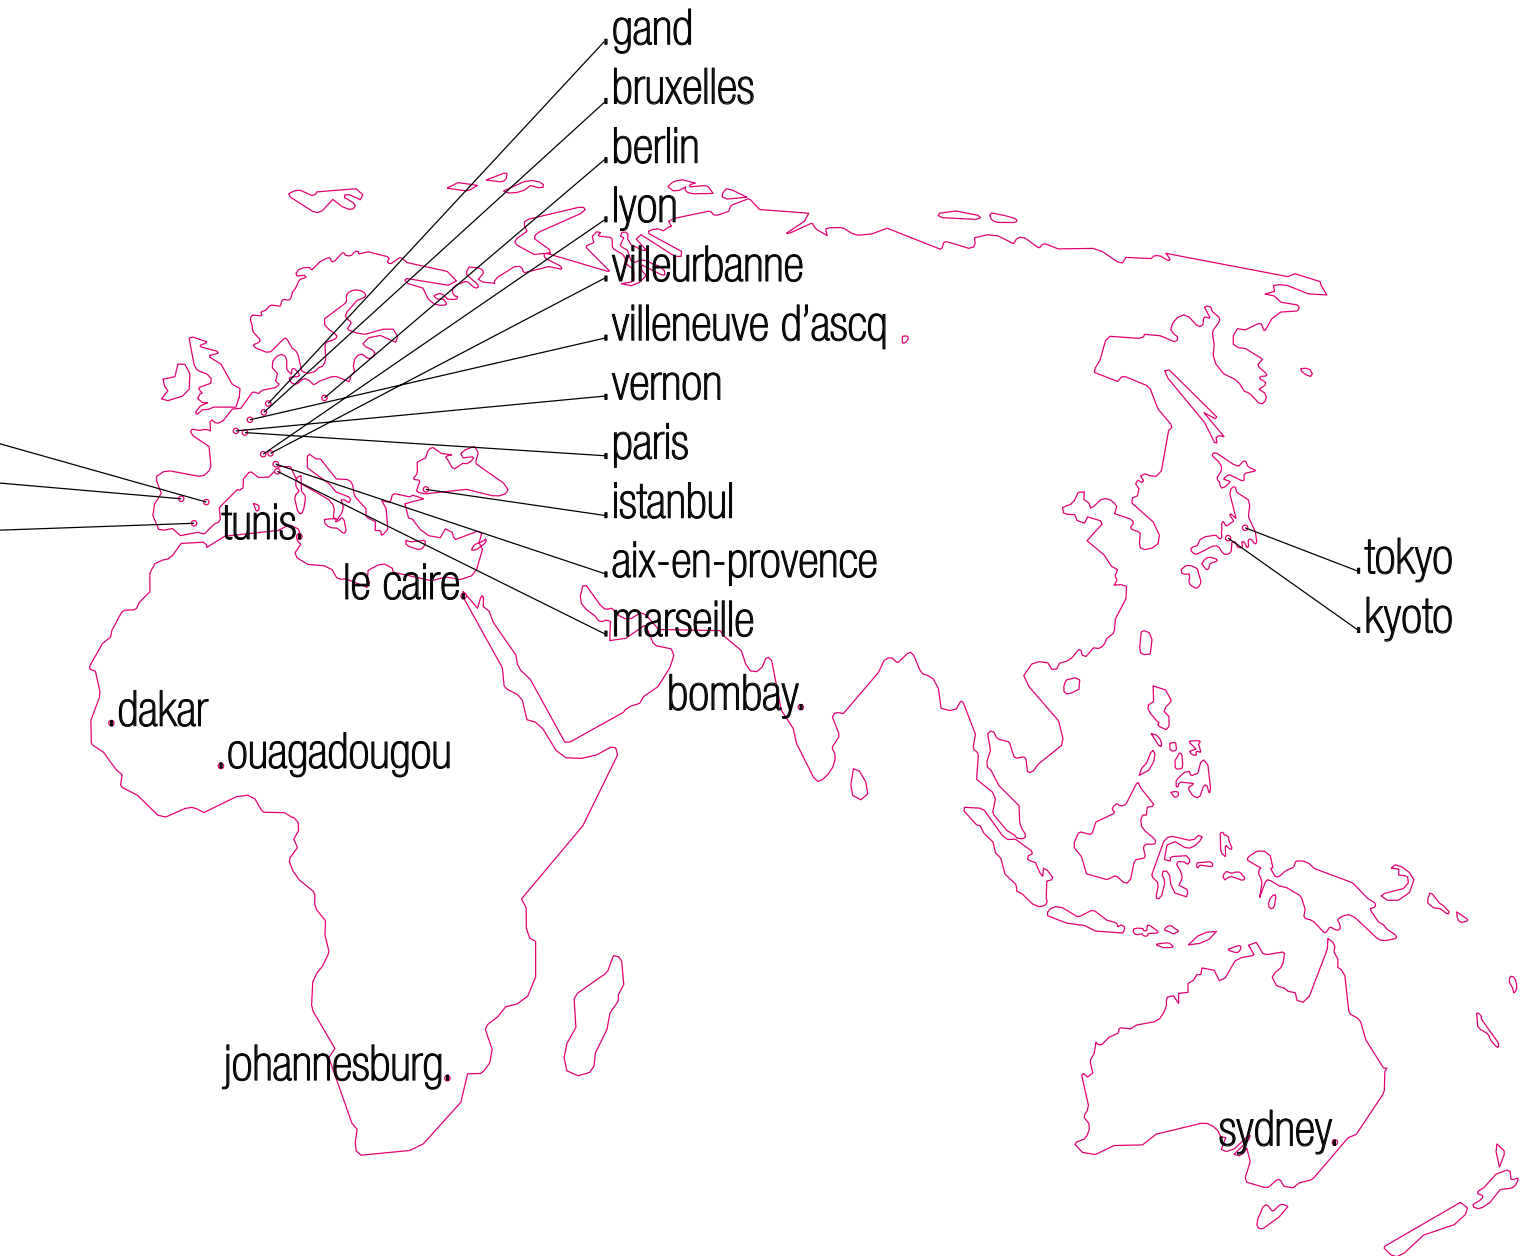 .gand
.bruxelles
.berlin
.lyon
.villeurbanne
.villeneuve d’ascq
.vernon
.paris
.istanbul
tunis.
.aix-en-provence
.tokyo
le caire.
.marseille
.kyoto
bombay.
.dakar
.ouagadougou
johannesburg.
sydney.